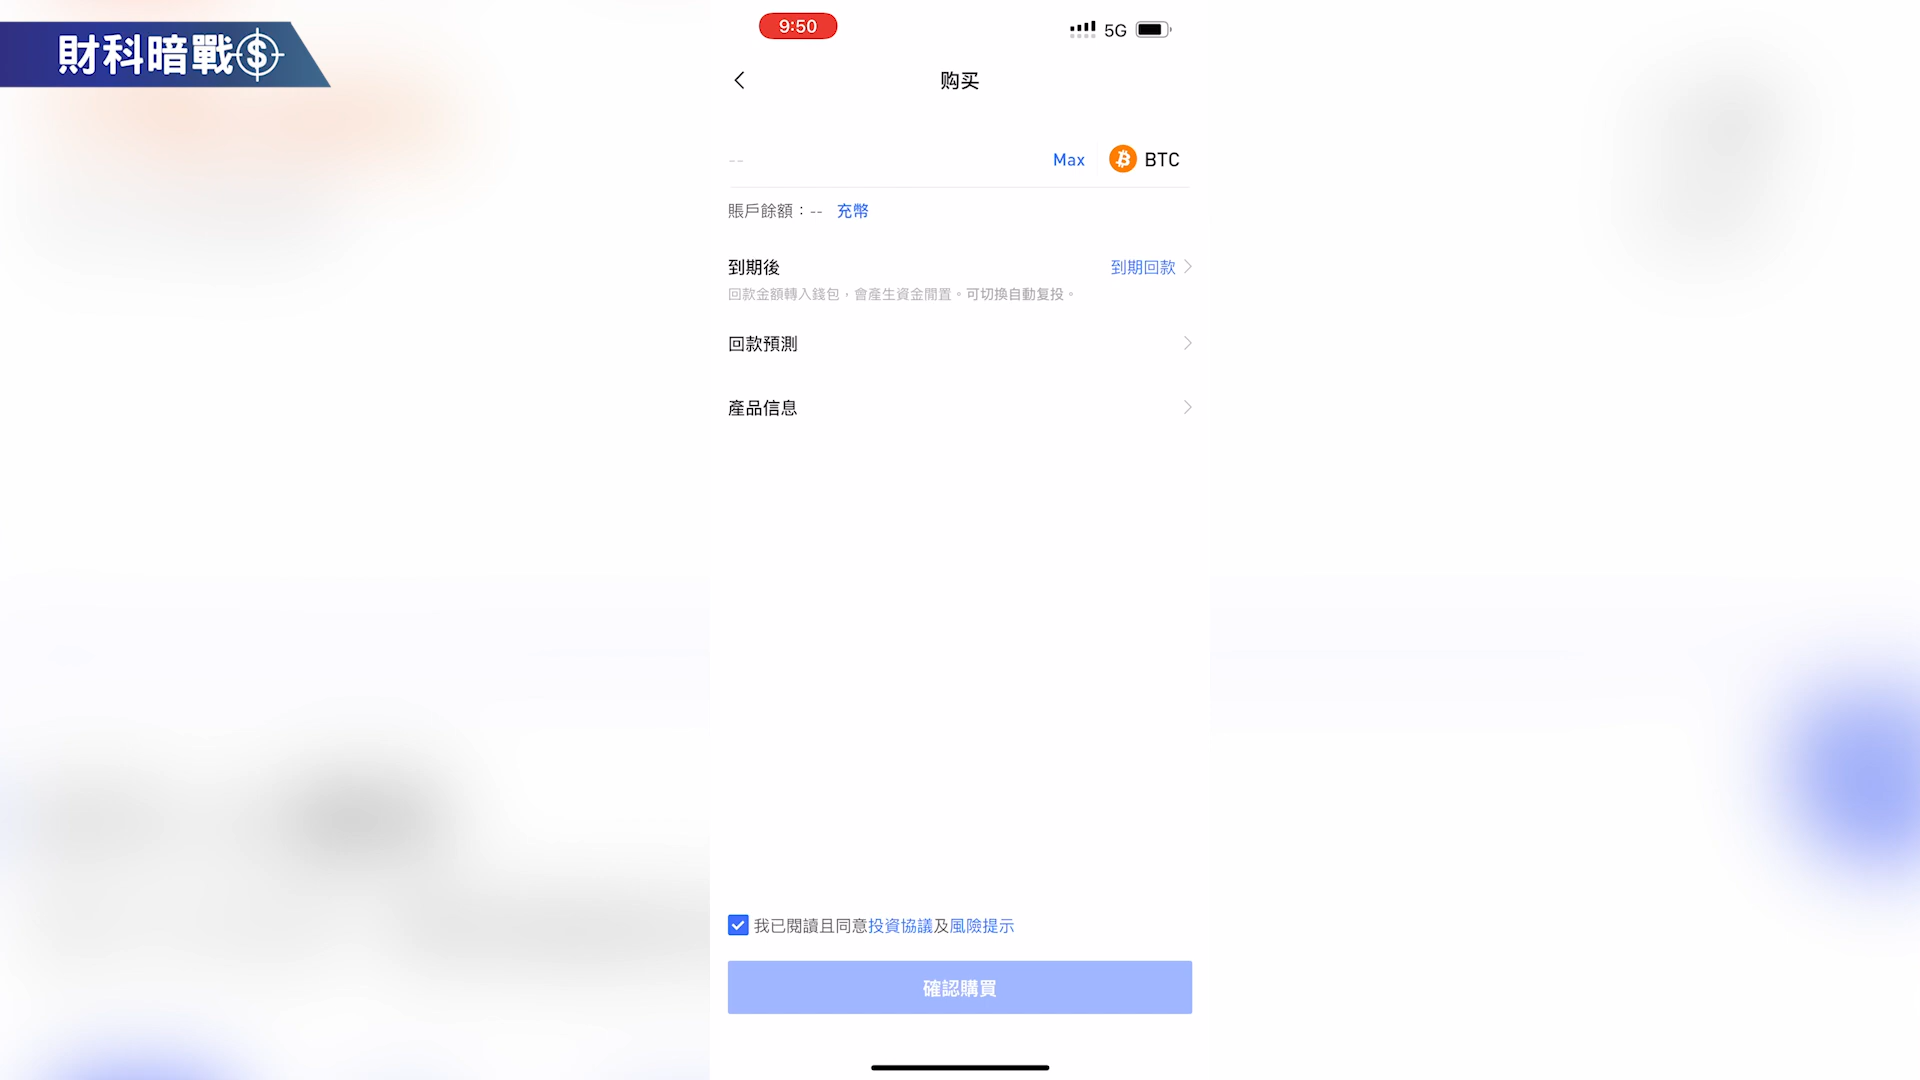 財科暗戰
9:50
5G
购买
--
Max
BTC
賬戶餘額：-- 充幣
到期後
到期回款
回款金額轉入錢包，會產生資金閒置。可切換自動复投。
回款預測
產品信息
我已閱讀且同意投資協議及風險提示
確認購買